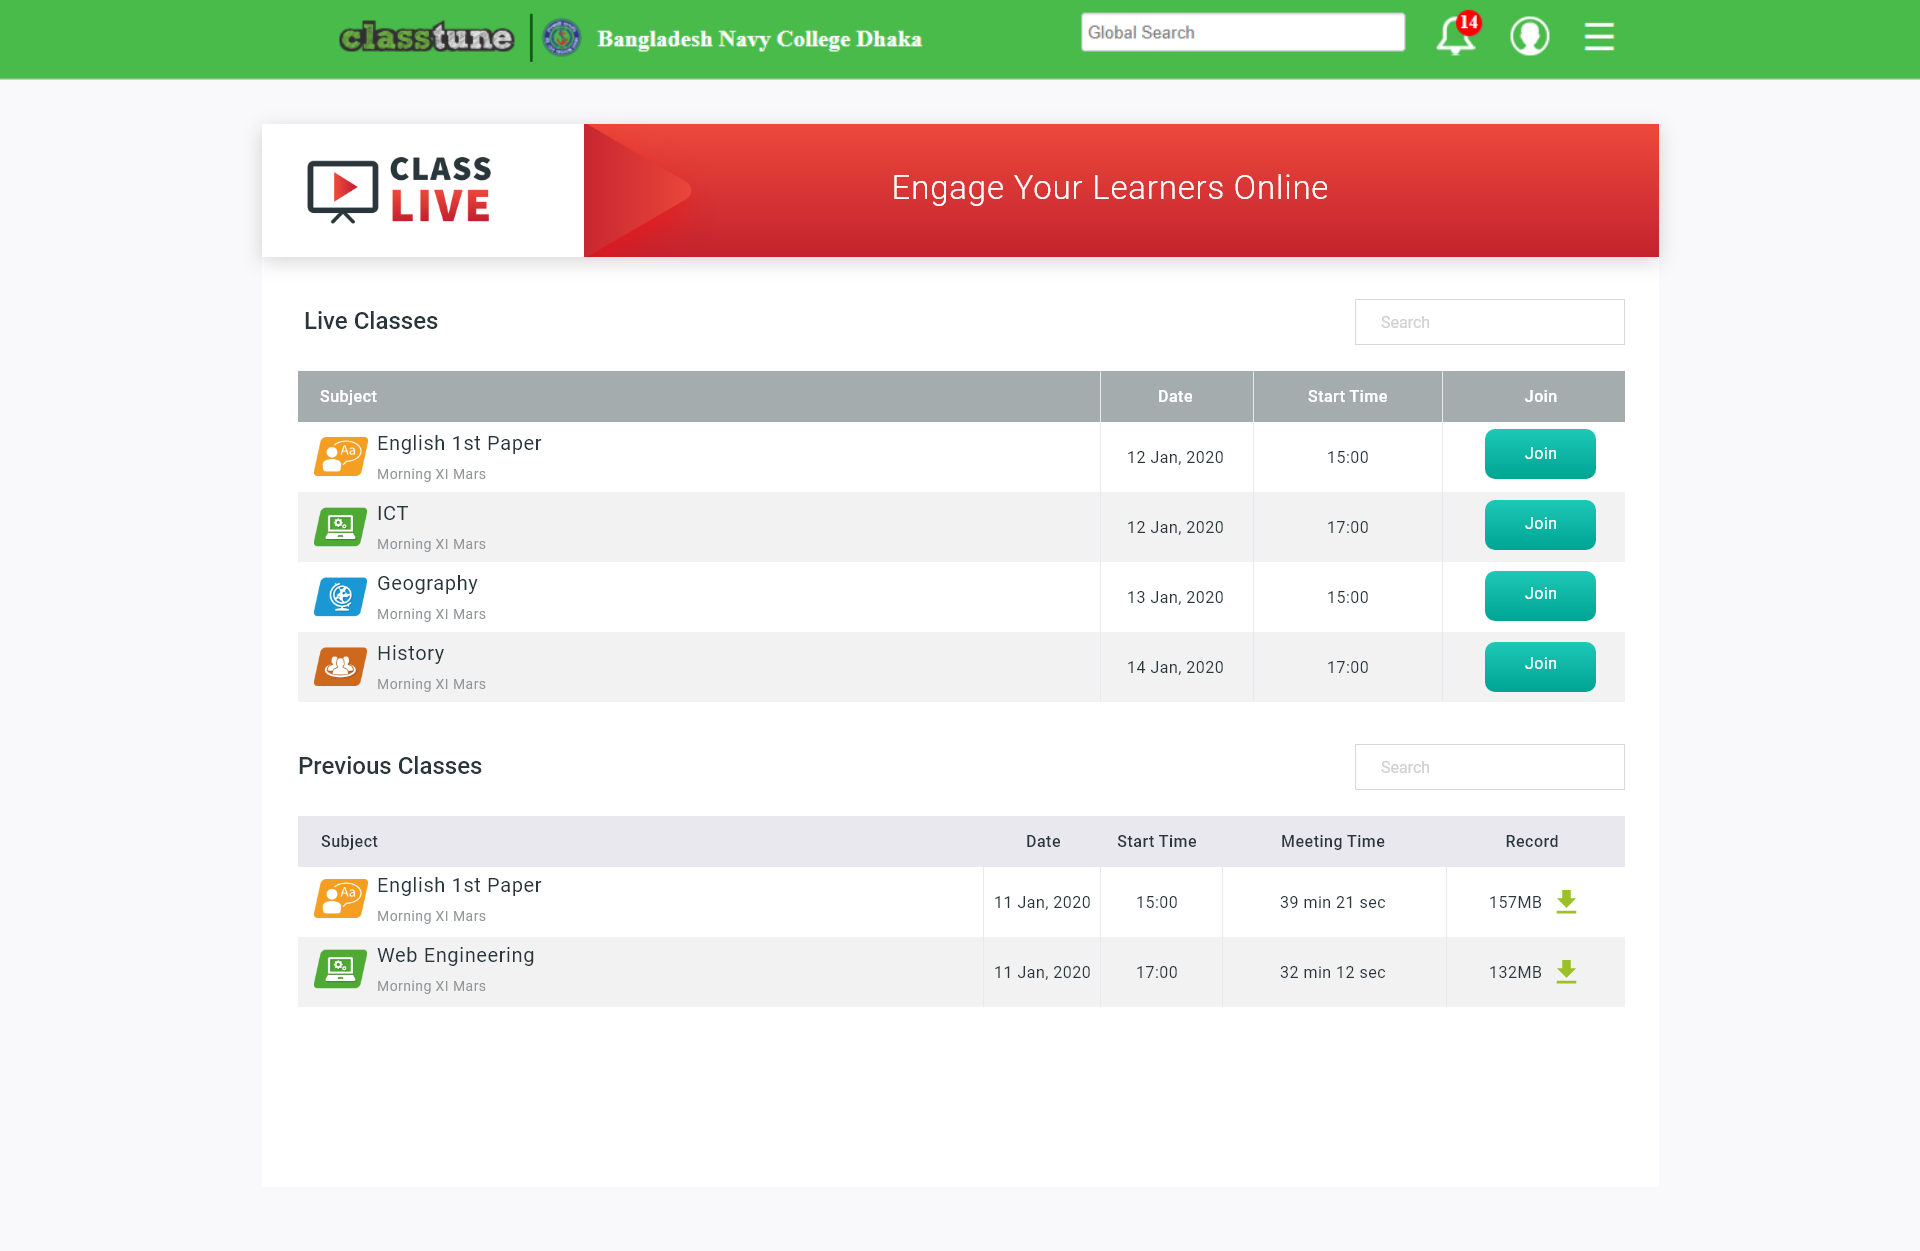 classtune
Bangladesh Navy College Dhaka
Global Search
14
CLASS
LIVE
Engage Your Learners Online
Live Classes
Search
Subject Date Start Time Join
Aa
English 1st Paper
Morning XI Mars
12 Jan, 2020 15:00 Join
ICT
Morning XI Mars
12 Jan, 2020 17:00 Join
Geography
Morning XI Mars
13 Jan, 2020 15:00 Join
History
Morning XI Mars
14 Jan, 2020 17:00 Join
Previous Classes
Search
Subject Date Start Time Meeting Time Record
Aa
English 1st Paper
Morning XI Mars
11 Jan, 2020 15:00 39 min 21 sec 157MB
Web Engineering
Morning XI Mars
11 Jan, 2020 17:00 32 min 12 sec 132MB